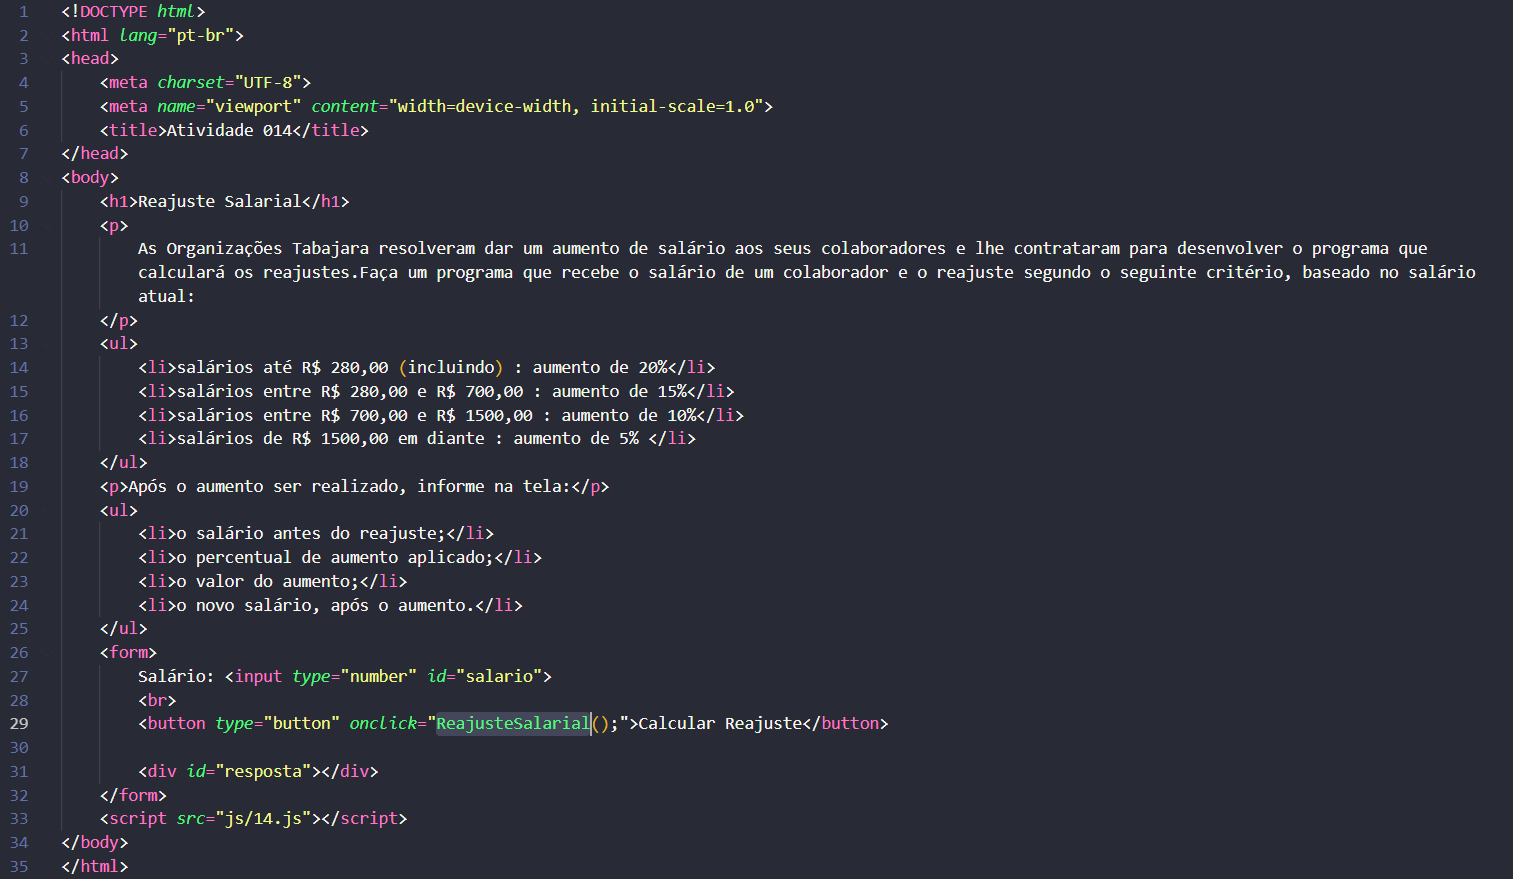 1 <!DOCTYPE html>
2 <html lang="pt-br">
3 <head>
4 <meta charset="UTF-8">
5 <meta name="viewport" content="width=device-width, initial-scale=1.0">
6 <title>Atividade 014</title>
7 </head>
8 <body>
9 <h1>Reajuste Salarial</h1>
10 <p>
11 As Organizações Tabajara resolveram dar um aumento de salário aos seus colaboradores e lhe contrataram para desenvolver o programa que
calculará os reajustes.Faça um programa que recebe o salário de um colaborador e o reajuste segundo o seguinte critério, baseado no salário
atual:
12 </p>
13 <ul>
14 <li>salários até R$ 280,00 (incluindo) : aumento de 20%</li>
15 <li>salários entre R$ 280,00 e R$ 700,00 : aumento de 15%</li>
16 <li>salários entre R$ 700,00 e R$ 1500,00 : aumento de 10%</li>
17 <li>salários de R$ 1500,00 em diante : aumento de 5% </li>
18 </ul>
19 <p>Após o aumento ser realizado, informe na tela:</p>
20 <ul>
21 <li>o salário antes do reajuste;</li>
22 <li>o percentual de aumento aplicado;</li>
23 <li>o valor do aumento;</li>
24 <li>o novo salário, após o aumento.</li>
25 </ul>
26 <form>
27 Salário: <input type="number" id="salario">
28 <br>
29 <button type="button" onclick="ReajusteSalarial();">Calcular Reajuste</button>
30
31 <div id="resposta"></div>
32 </form>
33 <script src="js/14.js"></script>
34 </body>
35 </html>